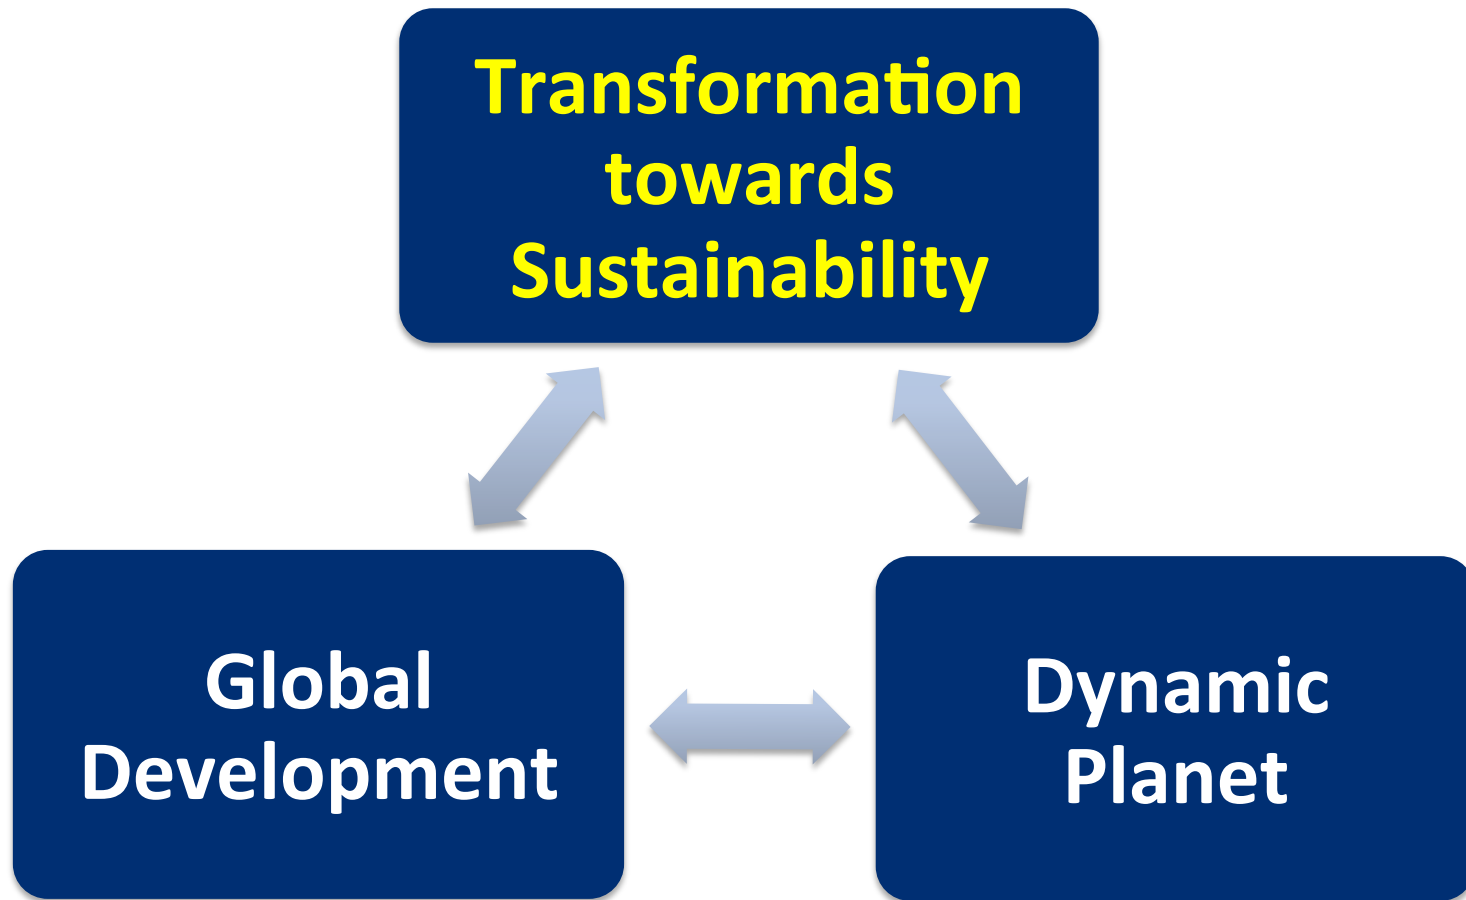 Transformation
towards
Sustainability
Global
Development
Dynamic
Planet